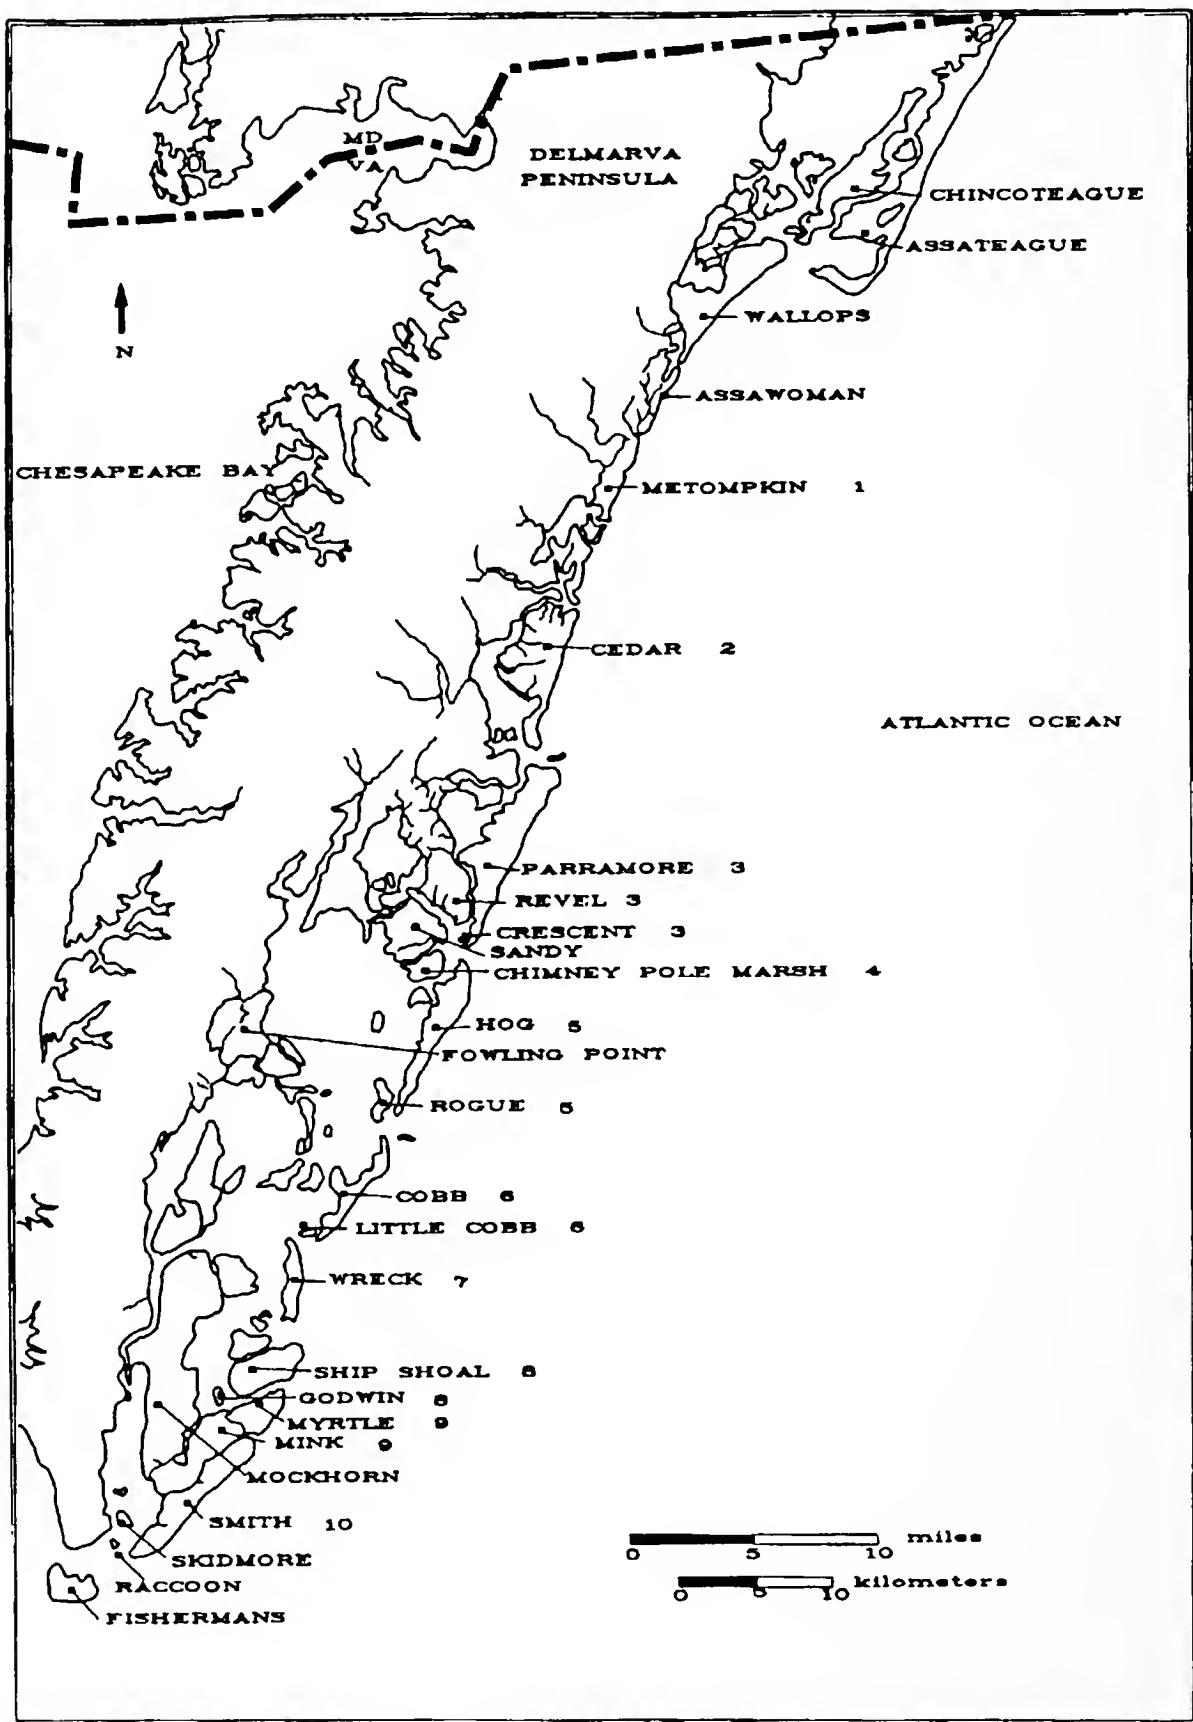 MD
VA
DELMARVA
PENINSULA
CHINCOTEAGUE
ASSATEAGUE
WALLOPS
N
ASSAWOMAN
CHESAPEAKE BAY
METOMPKIN 1
CEDAR 2
ATLANTIC OCEAN
PARRAMORE 3
REVEL 3
CRESCENT 3
SANDY
CHIMNEY POLE MARSH 4
HOG 5
FOWLING POINT
ROGUE 5
COBB 6
LITTLE COBB 6
WRECK 7
SHIP SHOAL 8
GODWIN 8
MYRTLE 9
MINK 9
MOCKHORN
SMITH 10
SKIDMORE
RACCOON
FISHERMANS
miles
0 5 10
kilometers
0 5 10